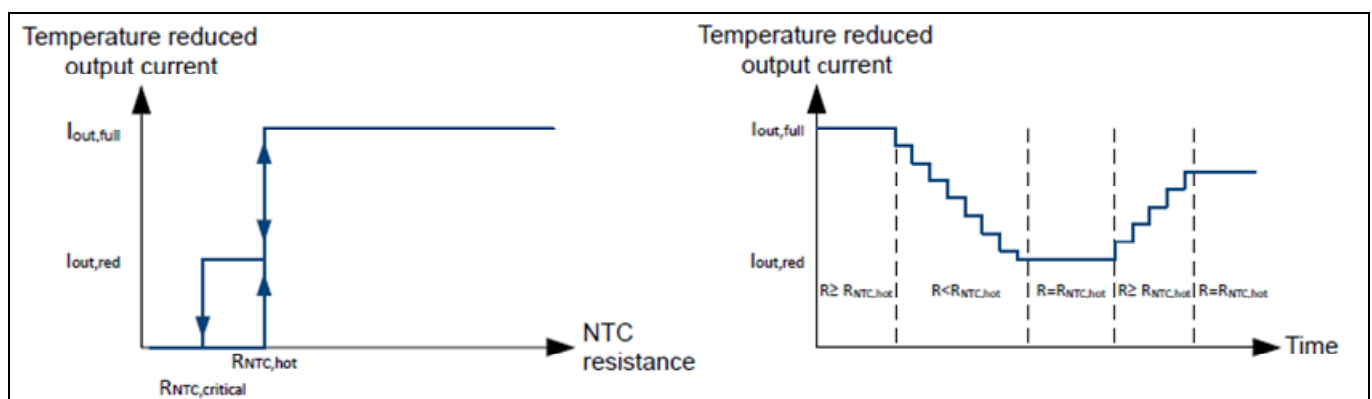 Temperature reduced
output current
Iout,full
Iout,red
RNTC,hot
RNTC,critical
NTC
resistance
Temperature reduced
output current
Iout,full
Iout,red
R≥ RNTC,hot
R<RNTC,hot
R=RNTC,hot
R≥ RNTC,hot
R=RNTC,hot
Time